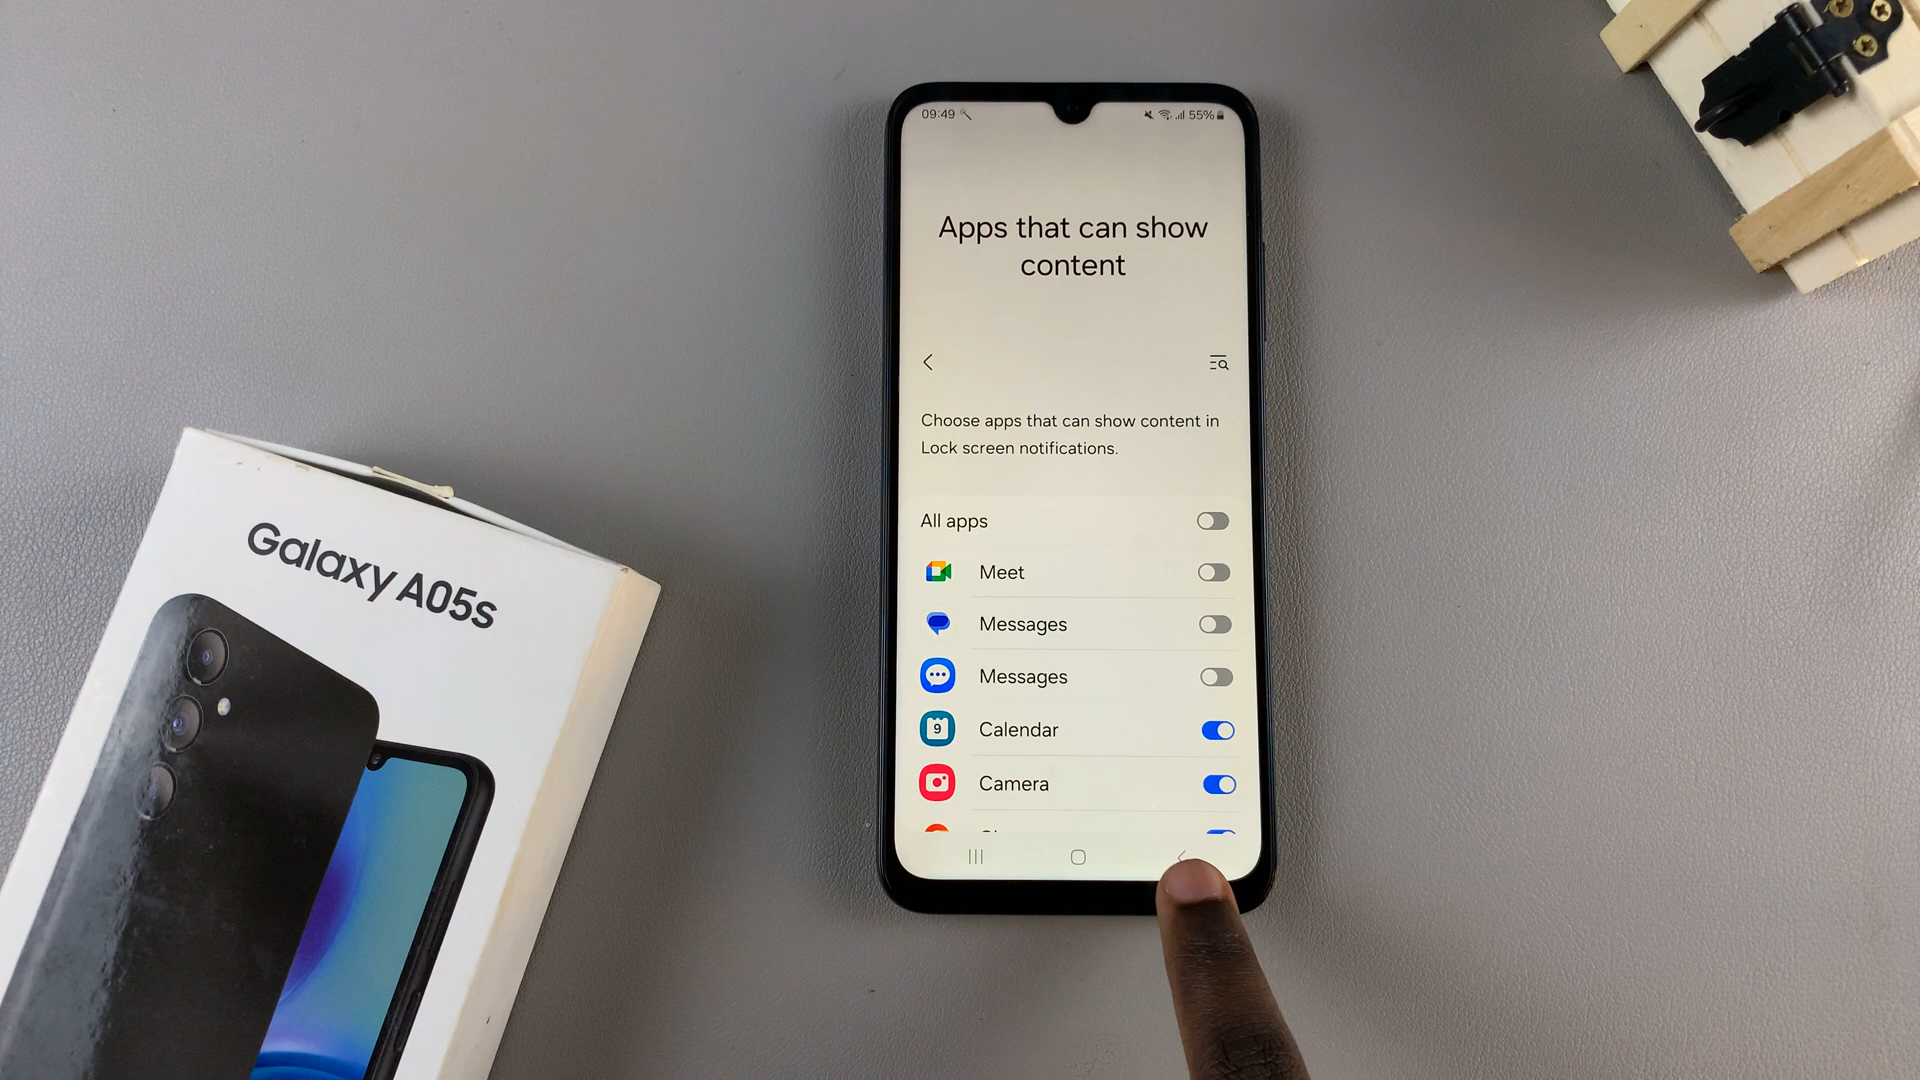 09:49
55%
Apps that can show
content
Choose apps that can show content in
Lock screen notifications.
All apps
Meet
Messages
Messages
9
Calendar
Camera
Galaxy A05s